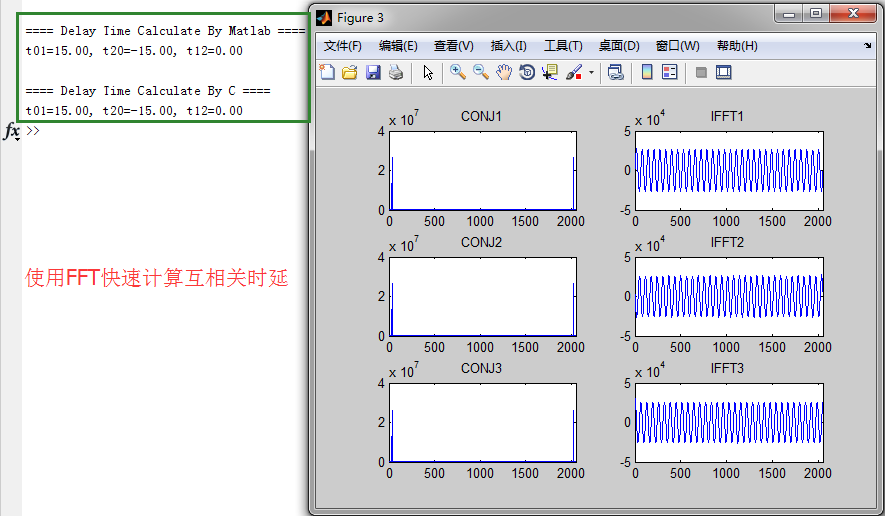 ==== Delay Time Calculate By Matlab ====
t01=15.00, t20=-15.00, t12=0.00
==== Delay Time Calculate By C ====
t01=15.00, t20=-15.00, t12=0.00
fx >>
使用FFT快速计算互相关时延
Figure 3
文件(F) 编辑(E) 查看(V) 插入(I) 工具(T) 桌面(D) 窗口(W) 帮助(H)
x 10^7 CONJ1
4
2
0
0 500 1000 1500 2000
x 10^4 IFFT1
5
0
-5
0 500 1000 1500 2000
x 10^7 CONJ2
4
2
0
0 500 1000 1500 2000
x 10^4 IFFT2
5
0
-5
0 500 1000 1500 2000
x 10^7 CONJ3
4
2
0
0 500 1000 1500 2000
x 10^4 IFFT3
5
0
-5
0 500 1000 1500 2000